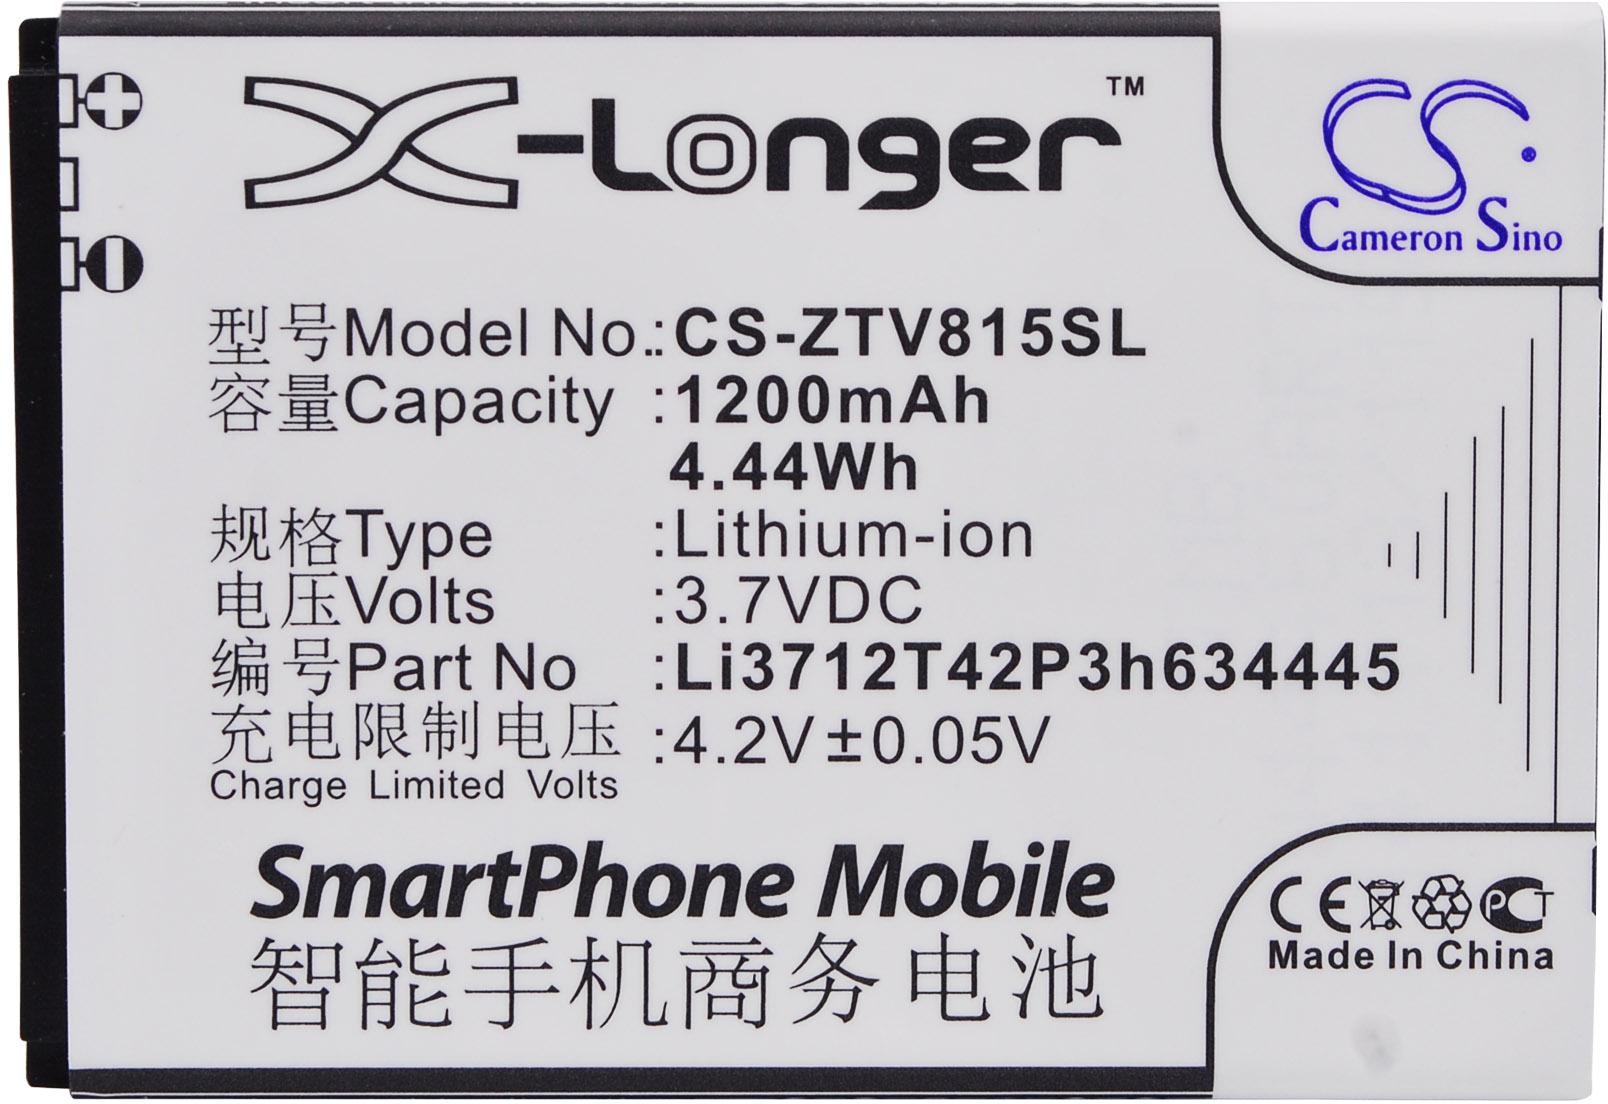 X-Longer™
CS
Cameron Sino
型号Model No.:CS-ZTV815SL
容量Capacity :1200mAh
4.44Wh
规格Type :Lithium-ion
电压Volts :3.7VDC
编号Part No :Li3712T42P3h634445
充电限制电压 :4.2V±0.05V
Charge Limited Volts
SmartPhone Mobile
智能手机商务电池
CE PCT
Made In China